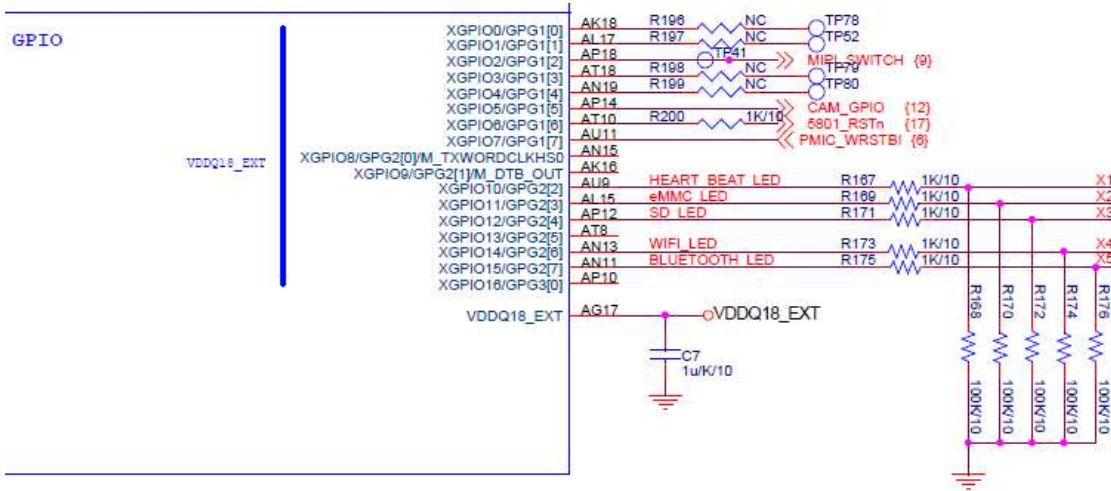 GPIO
XGPIO0/GPG1[0] AK18 R196 NC TP78
XGPIO1/GPG1[1] AL17 R197 NC TP52
XGPIO2/GPG1[2] AP18 TP41 MIPI_SWITCH {9}
XGPIO3/GPG1[3] AT18 R198 NC TP79
XGPIO4/GPG1[4] AN19 R199 NC TP80
XGPIO5/GPG1[5] AP14 CAM_GPIO {12}
XGPIO6/GPG1[6] AT10 R200 1K/10 5801_RSTn {17}
XGPIO7/GPG1[7] AU11 PMIC_WRSTBI {6}
VDDQ18_EXT
XGPIO8/GPG2[0]/M_TXWORDCLKHS0 AN15
XGPIO9/GPG2[1]/M_DTB_OUT AK16
XGPIO10/GPG2[2] AU9 HEART_BEAT_LED R167 1K/10 X1
XGPIO11/GPG2[3] AL15 eMMC_LED R169 1K/10 X2
XGPIO12/GPG2[4] AP12 SD_LED R171 1K/10 X3
XGPIO13/GPG2[5] AT8
XGPIO14/GPG2[6] AN13 WIFI_LED R173 1K/10 X4
XGPIO15/GPG2[7] AN11 BLUETOOTH_LED R175 1K/10 X5
XGPIO16/GPG3[0] AP10
VDDQ18_EXT AG17 VDDQ18_EXT
C7
1u/K/10
R168 100K/10
R170 100K/10
R172 100K/10
R174 100K/10
R176 100K/10